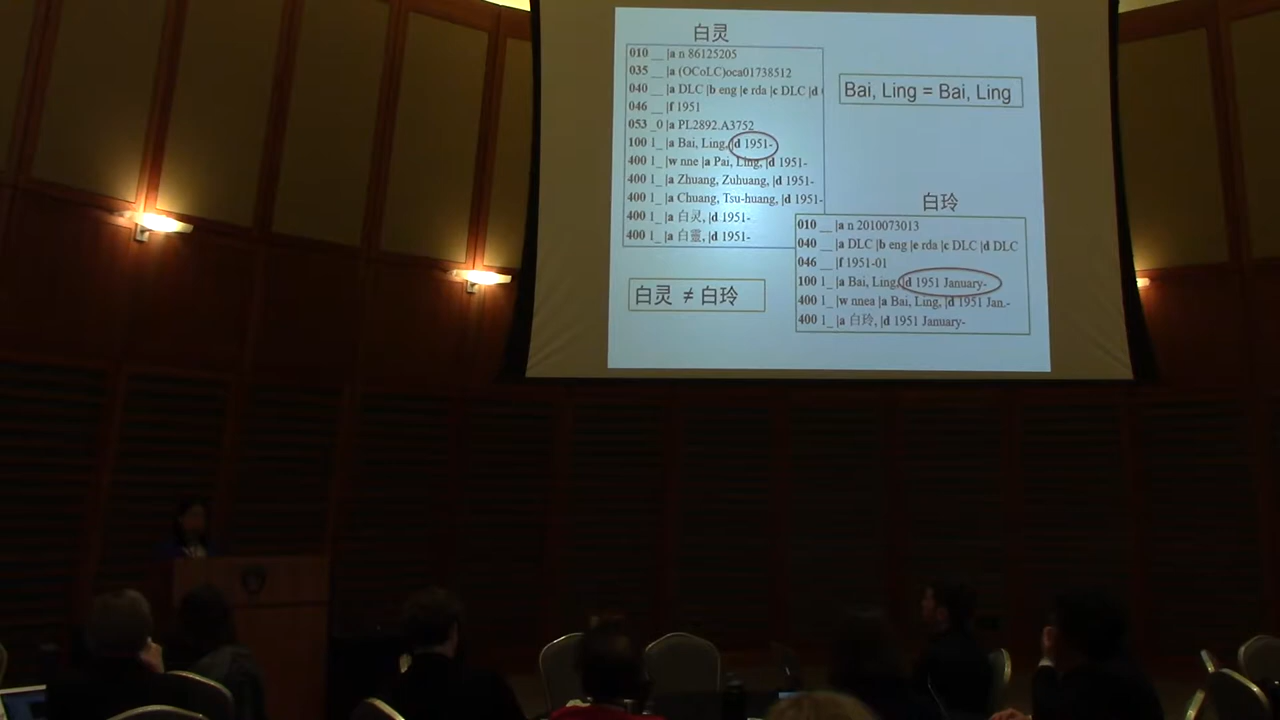 白灵
010 __ |a n 86125205
035 __ |a (OCoLC)oca01738512
040 __ |a DLC |b eng |e rda |c DLC |d
046 __ |f 1951
053 _0 |a PL2892.A3752
100 1_ |a Bai, Ling, |d 1951-
400 1_ |w nne |a Pai, Ling, |d 1951-
400 1_ |a Zhuang, Zuhuang, |d 1951-
400 1_ |a Chuang, Tsu-huang, |d 1951-
400 1_ |a 白灵, |d 1951-
400 1_ |a 白靈, |d 1951-
Bai, Ling = Bai, Ling
白玲
010 __ |a n 2010073013
040 __ |a DLC |b eng |e rda |c DLC |d DLC
046 __ |f 1951-01
100 1_ |a Bai, Ling, |d 1951 January-
400 1_ |w nnea |a Bai, Ling, |d 1951 Jan.-
400 1_ |a 白玲, |d 1951 January-
白灵 ≠ 白玲